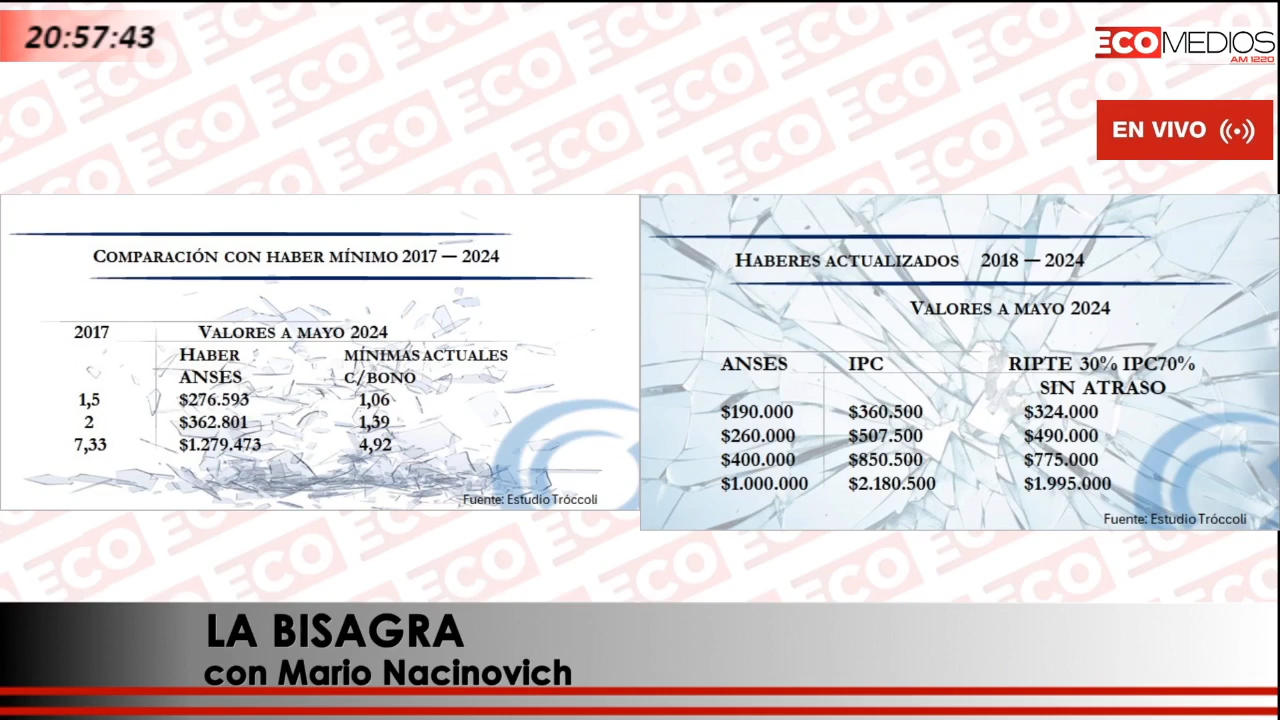 20:57:43
ECOMEDIOS
AM 1220
EN VIVO
COMPARACIÓN CON HABER MÍNIMO 2017 — 2024
2017 VALORES A MAYO 2024
HABER MÍNIMAS ACTUALES
ANSES C/BONO
1,5 $276.593 1,06
2 $362.801 1,39
7,33 $1.279.473 4,92
Fuente: Estudio Tróccoli
HABERES ACTUALIZADOS 2018 — 2024
VALORES A MAYO 2024
ANSES IPC RIPTE 30% IPC70%
SIN ATRASO
$190.000 $360.500 $324.000
$260.000 $507.500 $490.000
$400.000 $850.500 $775.000
$1.000.000 $2.180.500 $1.995.000
Fuente: Estudio Tróccoli
LA BISAGRA
con Mario Nacinovich